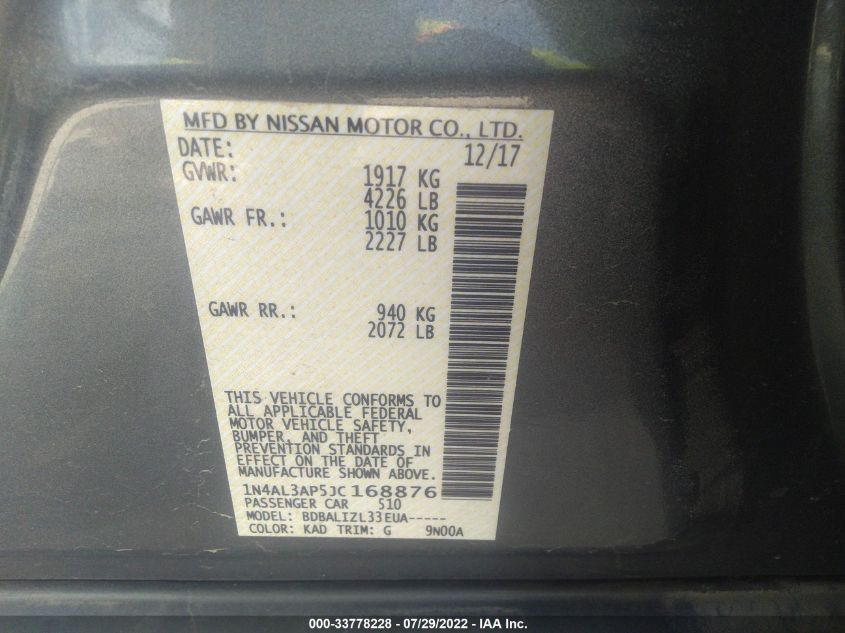 MFD BY NISSAN MOTOR CO., LTD.
DATE: 12/17
GVWR: 1917 KG
4226 LB
GAWR FR.: 1010 KG
2227 LB
GAWR RR.: 940 KG
2072 LB
THIS VEHICLE CONFORMS TO
ALL APPLICABLE FEDERAL
MOTOR VEHICLE SAFETY,
BUMPER, AND THEFT
PREVENTION STANDARDS IN
EFFECT ON THE DATE OF
MANUFACTURE SHOWN ABOVE.
1N4AL3AP5JC168876
PASSENGER CAR 510
MODEL: BDBALIZL33EUA-----
COLOR: KAD TRIM: G 9N00A
000-33778228 - 07/29/2022 - IAA Inc.